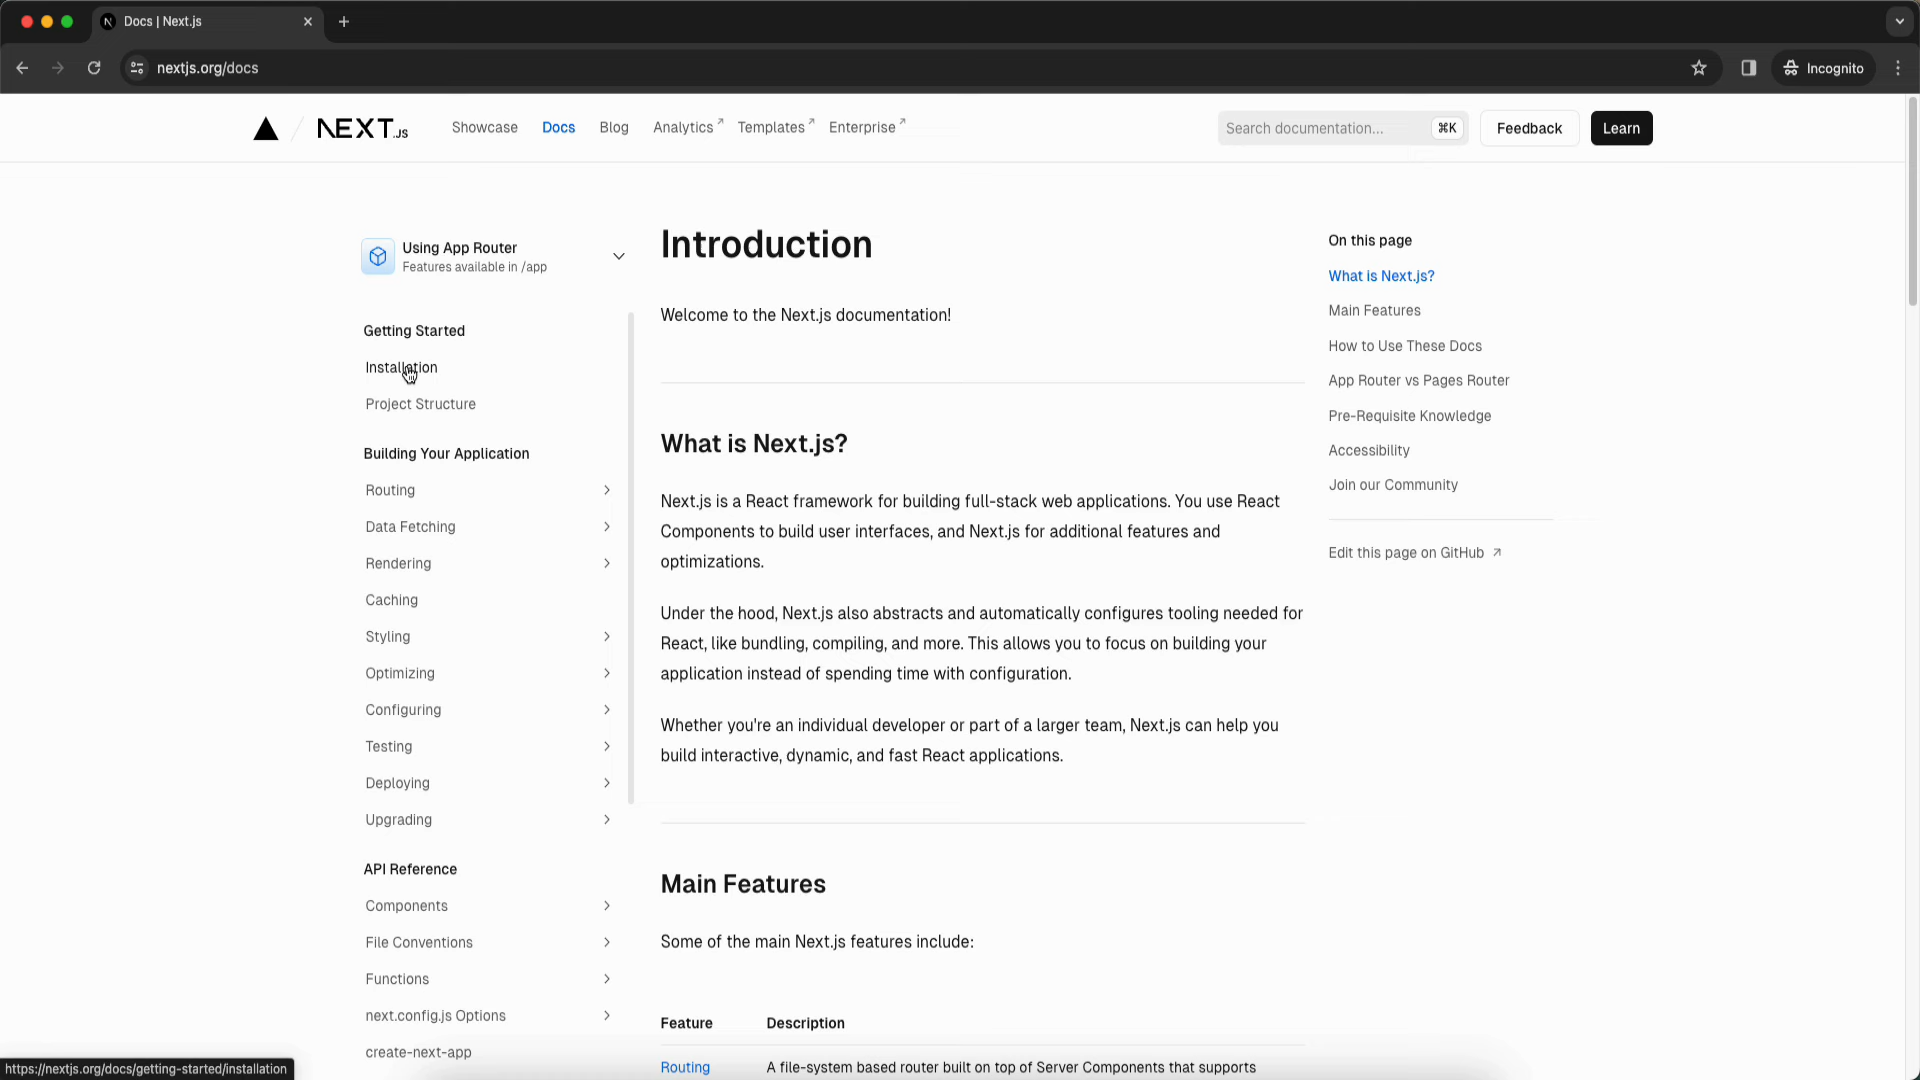 Docs | Next.js
nextjs.org/docs
Incognito
NEXT.JS
Showcase
Docs
Blog
Analytics
Templates
Enterprise
Search documentation...
⌘K
Feedback
Learn
Using App Router
Features available in /app
Getting Started
Installation
Project Structure
Building Your Application
Routing
Data Fetching
Rendering
Caching
Styling
Optimizing
Configuring
Testing
Deploying
Upgrading
API Reference
Components
File Conventions
Functions
next.config.js Options
create-next-app
Introduction
Welcome to the Next.js documentation!
What is Next.js?
Next.js is a React framework for building full-stack web applications. You use React
Components to build user interfaces, and Next.js for additional features and
optimizations.
Under the hood, Next.js also abstracts and automatically configures tooling needed for
React, like bundling, compiling, and more. This allows you to focus on building your
application instead of spending time with configuration.
Whether you're an individual developer or part of a larger team, Next.js can help you
build interactive, dynamic, and fast React applications.
Main Features
Some of the main Next.js features include:
Feature Description
Routing A file-system based router built on top of Server Components that supports
On this page
What is Next.js?
Main Features
How to Use These Docs
App Router vs Pages Router
Pre-Requisite Knowledge
Accessibility
Join our Community
Edit this page on GitHub
https://nextjs.org/docs/getting-started/installation